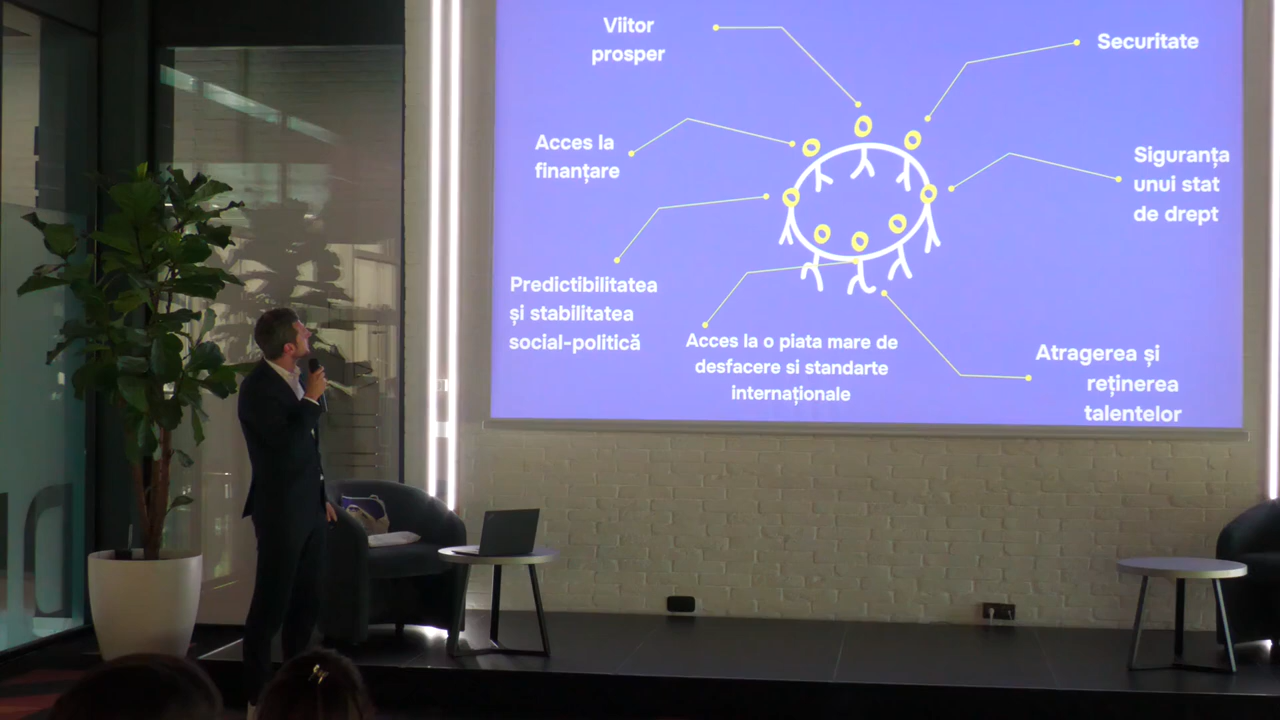 Viitor
prosper
Securitate
Acces la
finanțare
Siguranța
unui stat
de drept
Predictibilitatea
și stabilitatea
social-politică
Acces la o piata mare de
desfacere si standarte
internaționale
Atragerea și
reținerea
talentelor